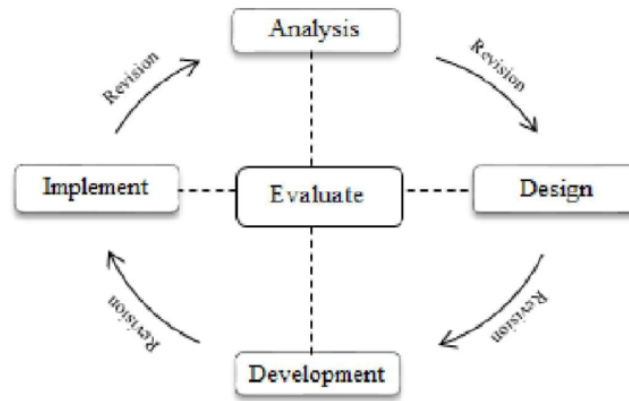 Analysis
Revision
Revision
Implement
Evaluate
Design
Revision
Revision
Development